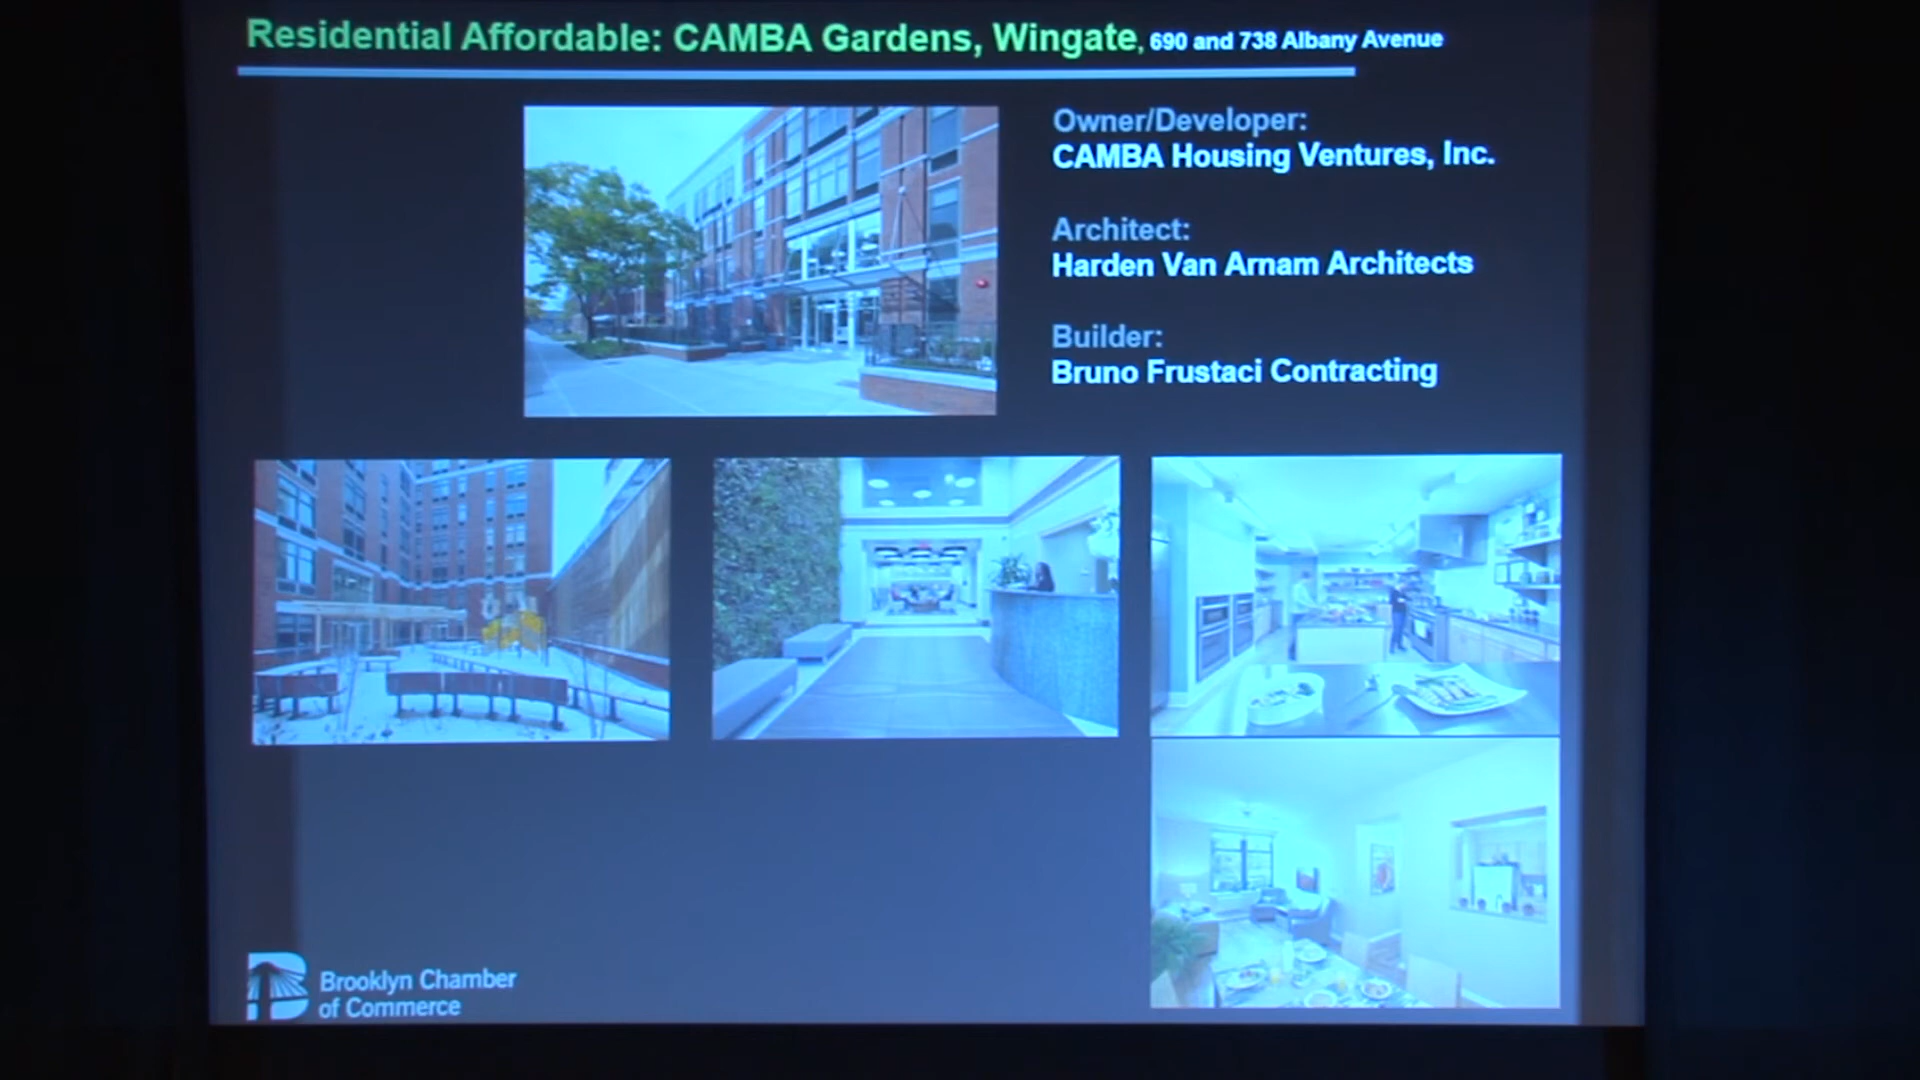 Residential Affordable: CAMBA Gardens, Wingate, 690 and 738 Albany Avenue
Owner/Developer:
CAMBA Housing Ventures, Inc.
Architect:
Harden Van Arnam Architects
Builder:
Bruno Frustaci Contracting
Brooklyn Chamber
of Commerce